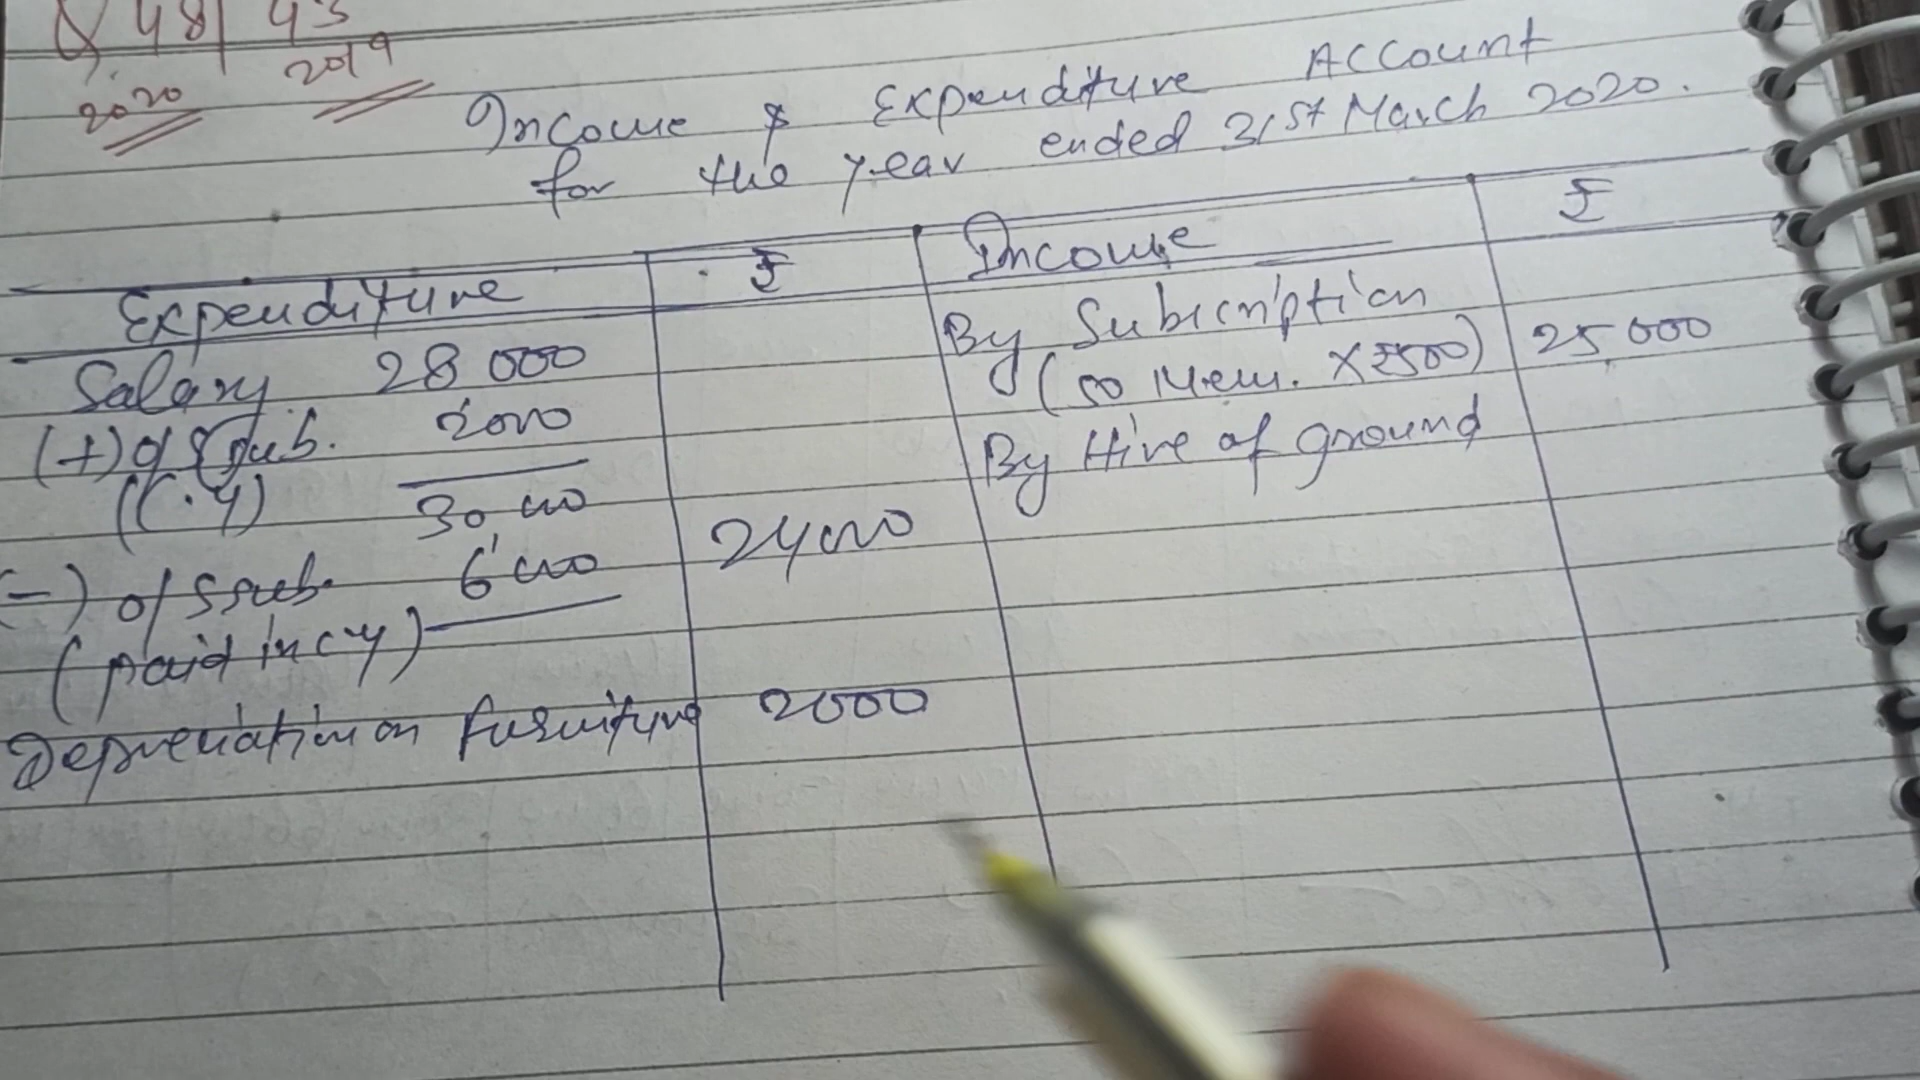 Q 48| 43
2020 2019
Income & Expenditure Account
for the year ended 31st March 2020.
Expenditure ₹ Income ₹
Salary 28 000
(+) o/s sub. 2000
(C.Y) 30,000
(-) o/s sub. 6000 24000
(paid in cy)
Depreciation on furniture 2000
By Subscription
(50 Mem. X ₹500) 25,000
By Hire of ground